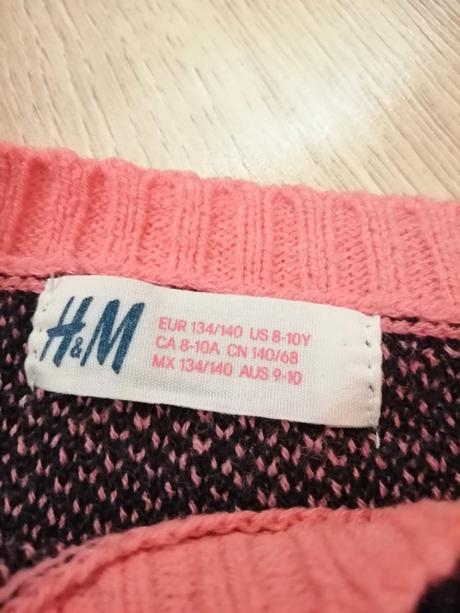 H&M
EUR 134/140 US 8-10Y
CA 8-10A CN 140/68
MX 134/140 AUS 9-10